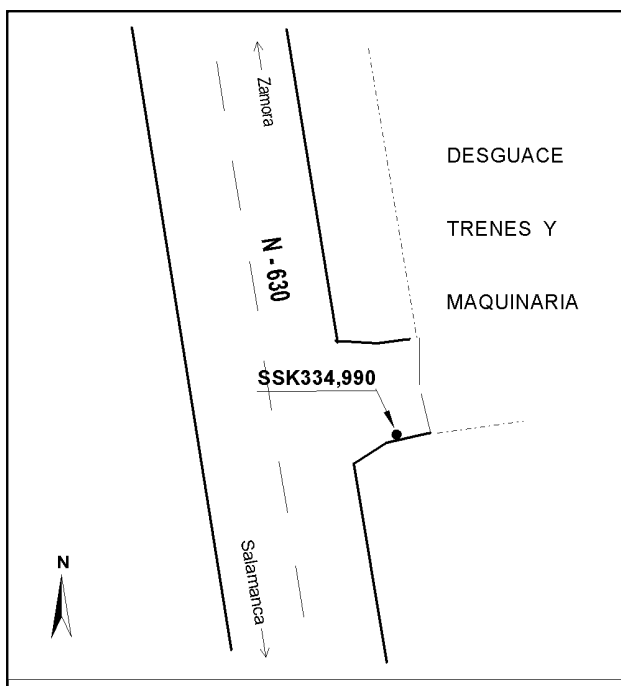 Zamora
DESGUACE
TRENES Y
MAQUINARIA
N - 630
SSK334,990
Salamanca
N